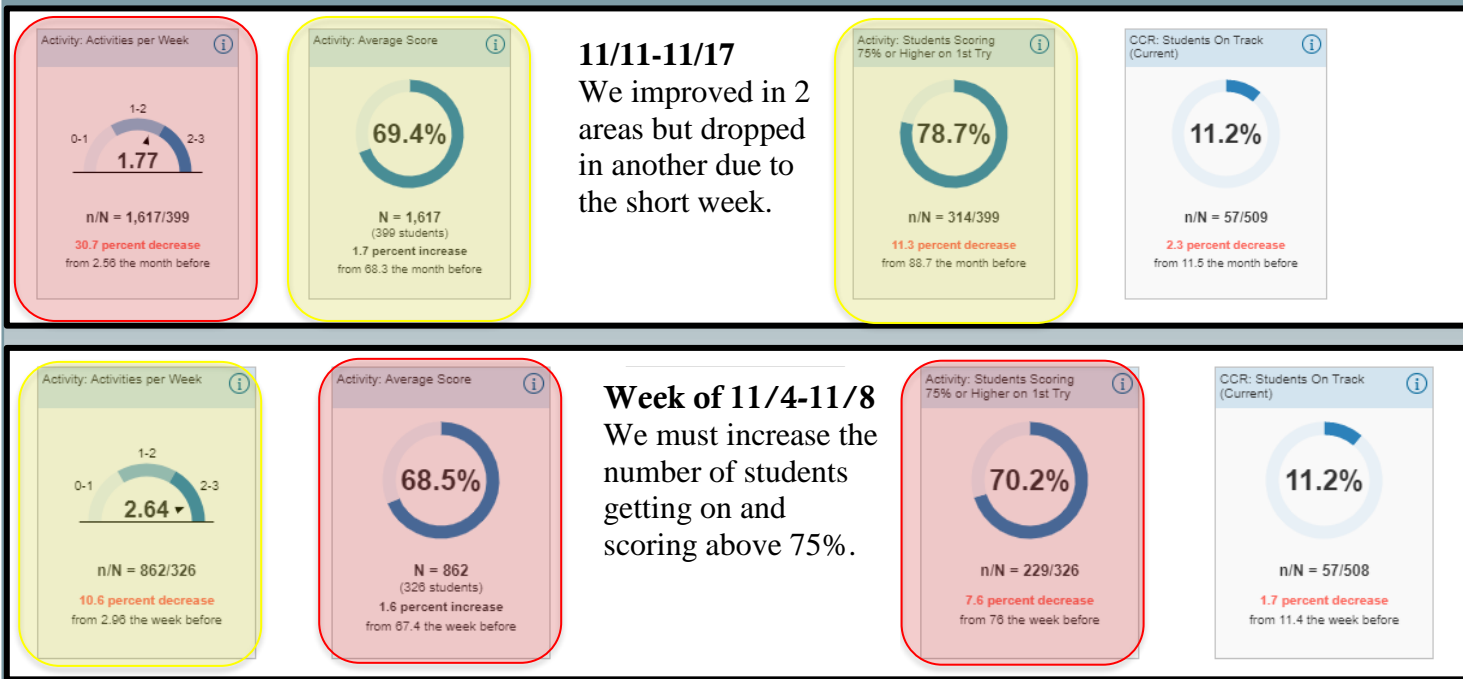 Activity: Activities per Week
i
1-2
0-1
2-3
1.77
n/N = 1,617/399
30.7 percent decrease
from 2.56 the month before
Activity: Average Score
i
69.4%
N = 1,617
(399 students)
1.7 percent increase
from 68.3 the month before
11/11-11/17
We improved in 2
areas but dropped
in another due to
the short week.
Activity: Students Scoring
75% or Higher on 1st Try
i
78.7%
n/N = 314/399
11.3 percent decrease
from 88.7 the month before
CCR: Students On Track
(Current)
i
11.2%
n/N = 57/509
2.3 percent decrease
from 11.5 the month before
Activity: Activities per Week
i
1-2
0-1
2-3
2.64
n/N = 862/326
10.6 percent decrease
from 2.96 the week before
Activity: Average Score
i
68.5%
N = 862
(326 students)
1.6 percent increase
from 67.4 the week before
Week of 11/4-11/8
We must increase the
number of students
getting on and
scoring above 75%.
Activity: Students Scoring
75% or Higher on 1st Try
i
70.2%
n/N = 229/326
7.6 percent decrease
from 76 the week before
CCR: Students On Track
(Current)
i
11.2%
n/N = 57/508
1.7 percent decrease
from 11.4 the week before